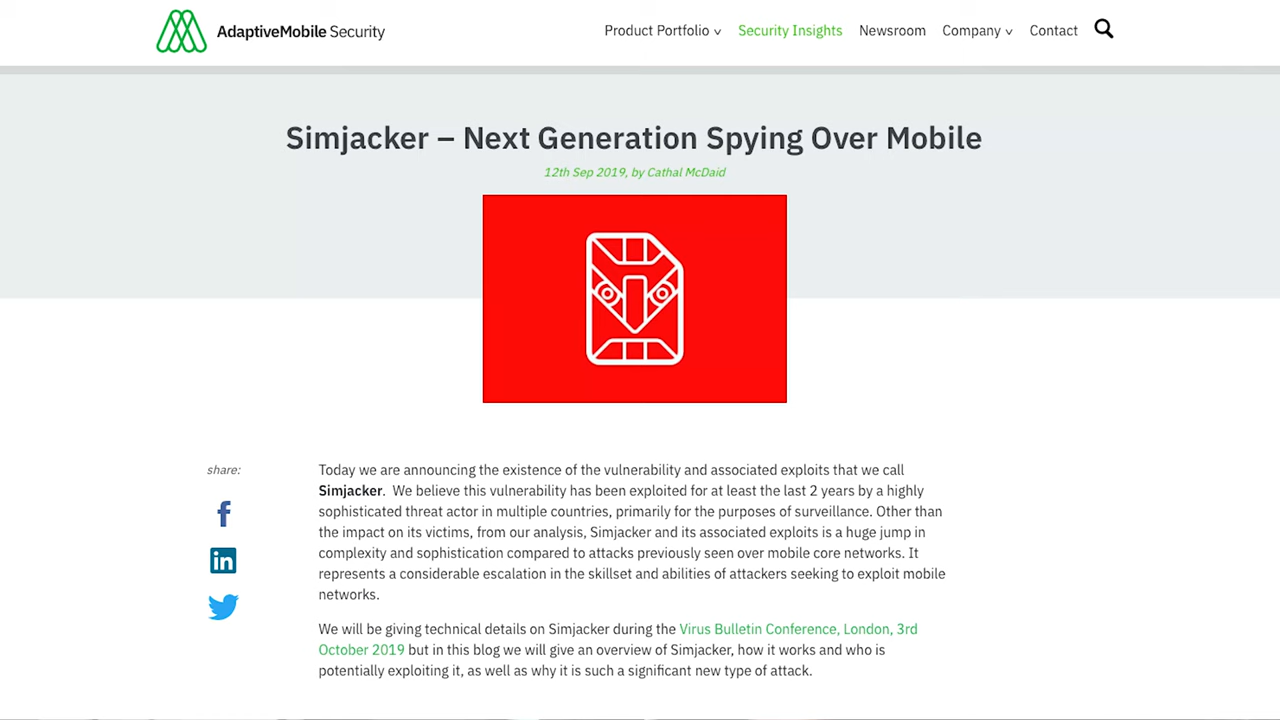 AdaptiveMobile Security
Product Portfolio Security Insights Newsroom Company Contact
Simjacker – Next Generation Spying Over Mobile
12th Sep 2019, by Cathal McDaid
share:
Today we are announcing the existence of the vulnerability and associated exploits that we call
Simjacker. We believe this vulnerability has been exploited for at least the last 2 years by a highly
sophisticated threat actor in multiple countries, primarily for the purposes of surveillance. Other than
the impact on its victims, from our analysis, Simjacker and its associated exploits is a huge jump in
complexity and sophistication compared to attacks previously seen over mobile core networks. It
represents a considerable escalation in the skillset and abilities of attackers seeking to exploit mobile
networks.
We will be giving technical details on Simjacker during the Virus Bulletin Conference, London, 3rd
October 2019 but in this blog we will give an overview of Simjacker, how it works and who is
potentially exploiting it, as well as why it is such a significant new type of attack.